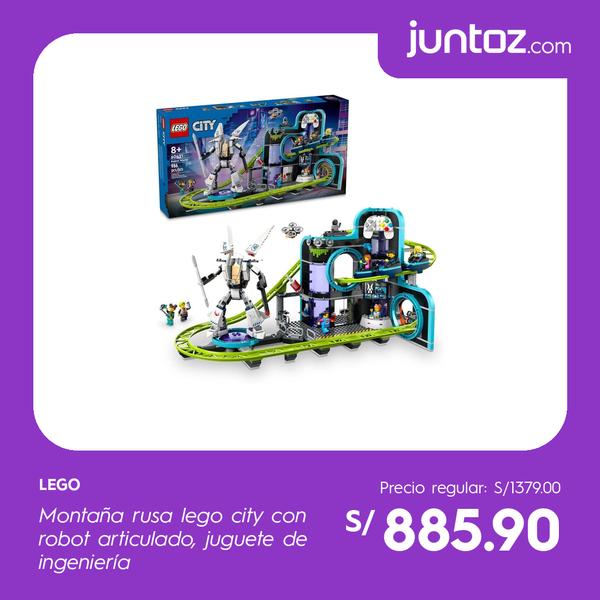 juntoz.com
LEGO
CITY
8+
LEGO
Precio regular: S/1379.00
Montaña rusa lego city con
robot articulado, juguete de
ingeniería
S/ 885.90